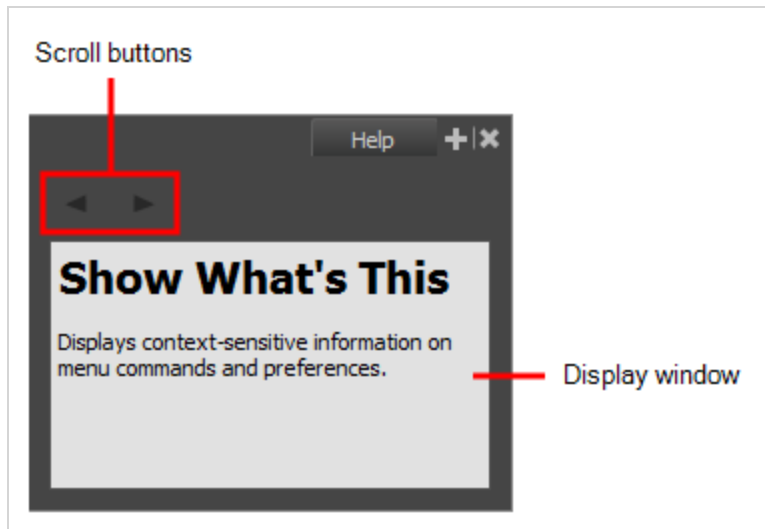 Scroll buttons
Help
Show What's This
Displays context-sensitive information on
menu commands and preferences.
Display window